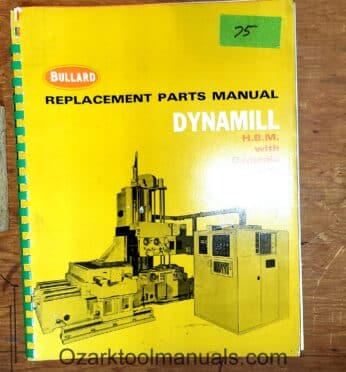 75
BULLARD
REPLACEMENT PARTS MANUAL
DYNAMILL
H.B.M.
with
Ozarktoolmanuals.com